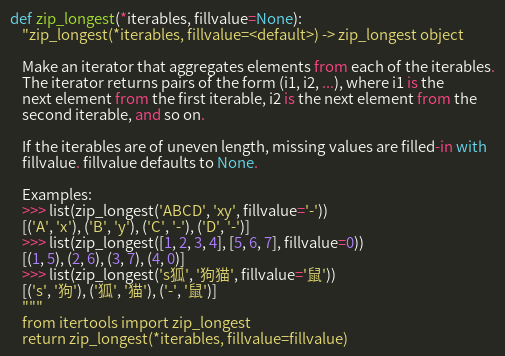 def zip_longest(*iterables, fillvalue=None):
"zip_longest(*iterables, fillvalue=<default>) -> zip_longest object
Make an iterator that aggregates elements from each of the iterables.
The iterator returns pairs of the form (i1, i2, ...), where i1 is the
next element from the first iterable, i2 is the next element from the
second iterable, and so on.
If the iterables are of uneven length, missing values are filled-in with
fillvalue. fillvalue defaults to None.
Examples:
>>> list(zip_longest('ABCD', 'xy', fillvalue='-'))
[('A', 'x'), ('B', 'y'), ('C', '-'), ('D', '-')]
>>> list(zip_longest([1, 2, 3, 4], [5, 6, 7], fillvalue=0))
[(1, 5), (2, 6), (3, 7), (4, 0)]
>>> list(zip_longest('s狐', '狗猫', fillvalue='鼠'))
[('s', '狗'), ('狐', '猫'), ('-', '鼠')]
"""
from itertools import zip_longest
return zip_longest(*iterables, fillvalue=fillvalue)